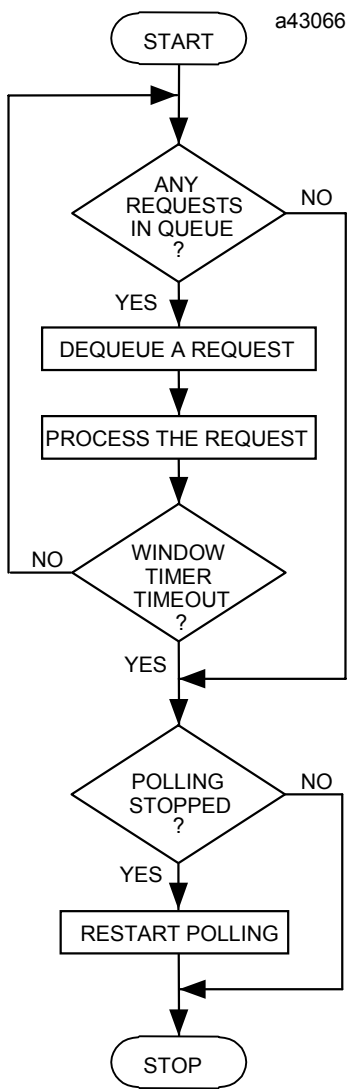 START
a43066
ANY
REQUESTS
IN QUEUE
?
NO
YES
DEQUEUE A REQUEST
PROCESS THE REQUEST
NO
WINDOW
TIMER
TIMEOUT
?
YES
POLLING
STOPPED
?
NO
YES
RESTART POLLING
STOP